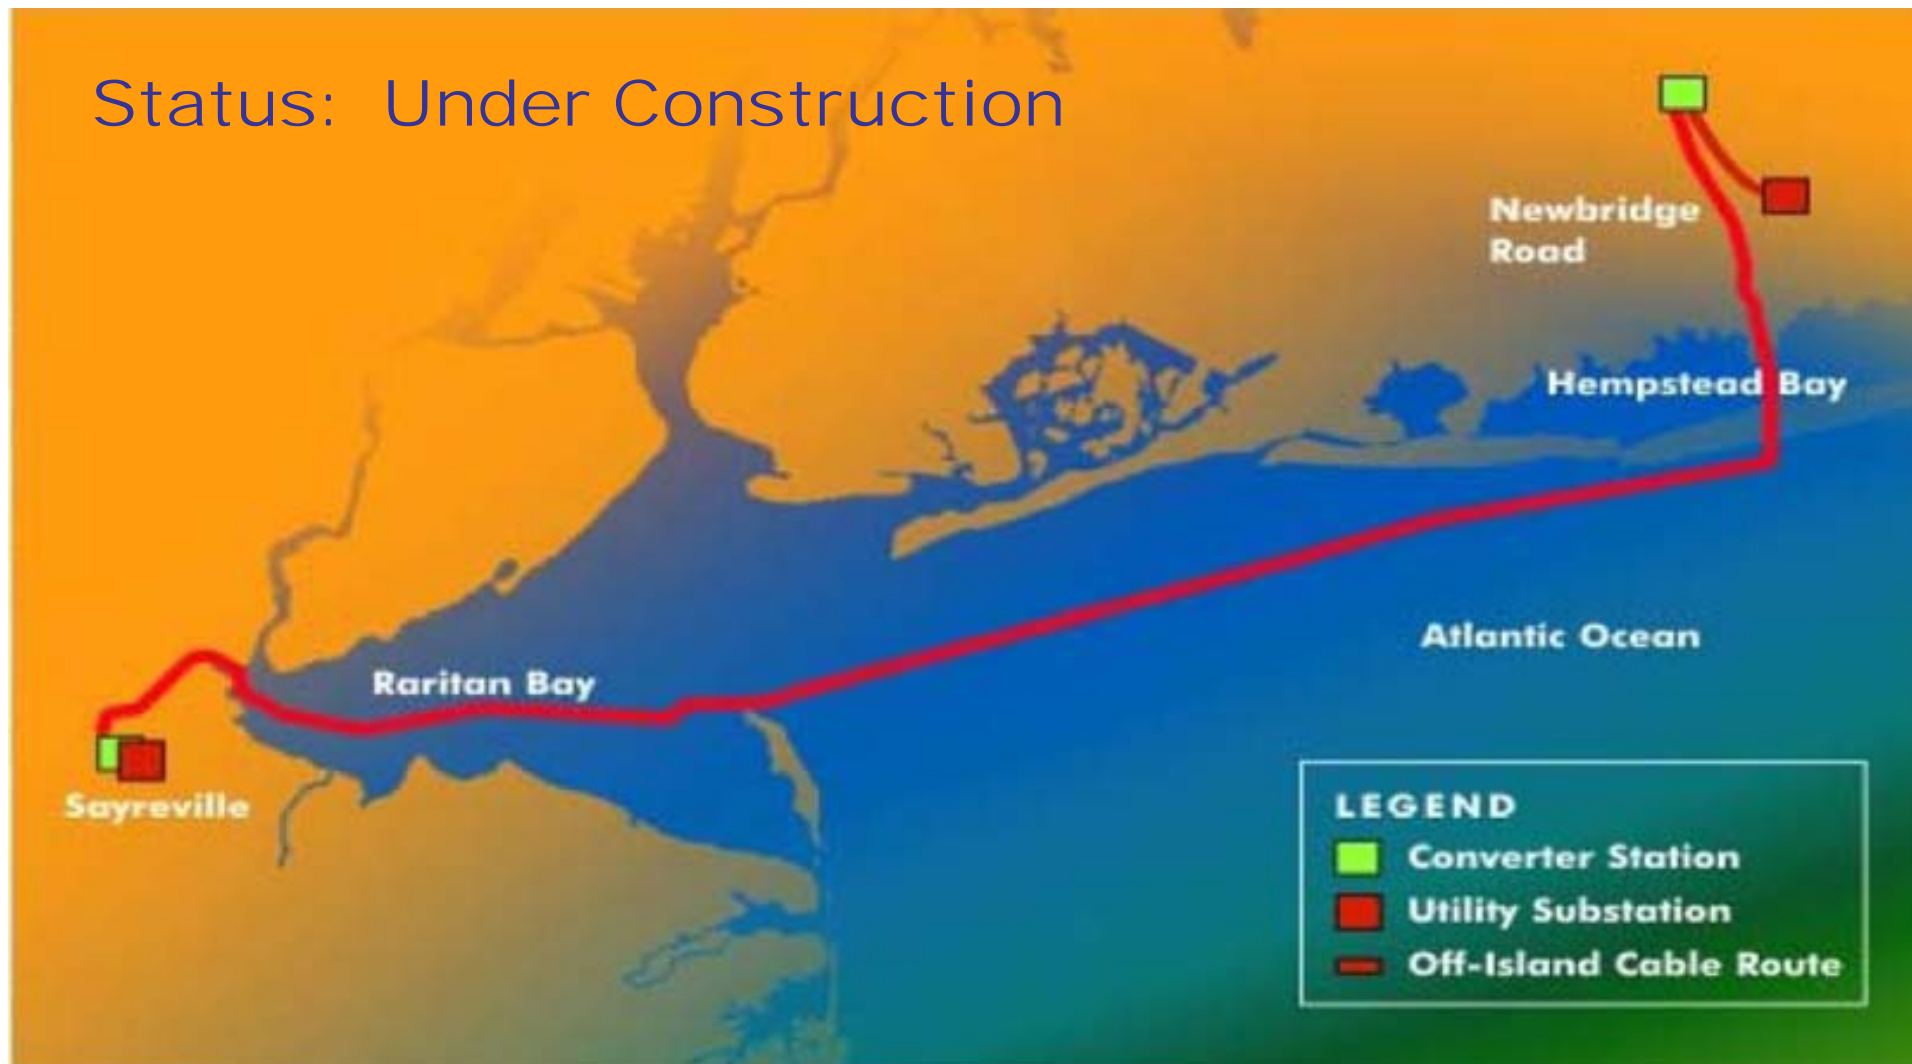 Status: Under Construction
Newbridge
Road
Hempstead Bay
Atlantic Ocean
Raritan Bay
Sayreville
LEGEND
Converter Station
Utility Substation
Off-Island Cable Route